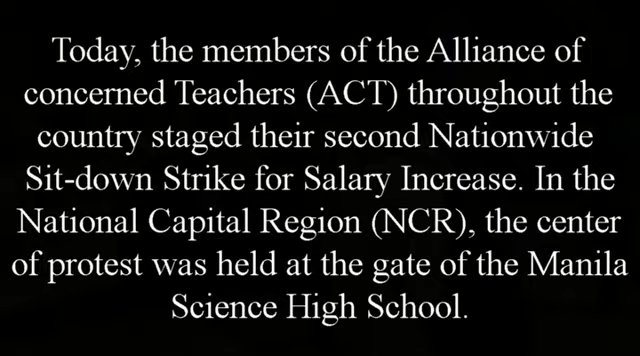 Today, the members of the Alliance of
concerned Teachers (ACT) throughout the
country staged their second Nationwide
Sit-down Strike for Salary Increase. In the
National Capital Region (NCR), the center
of protest was held at the gate of the Manila
Science High School.